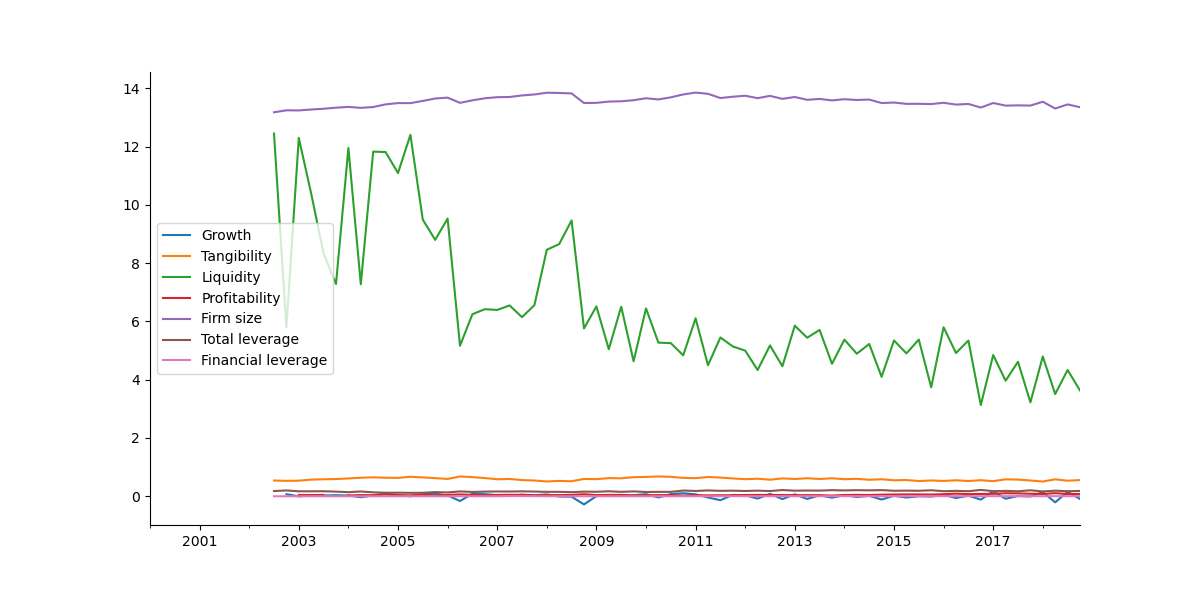 14
12
10
8
6
4
2
0
Growth
Tangibility
Liquidity
Profitability
Firm size
Total leverage
Financial leverage
2001 2003 2005 2007 2009 2011 2013 2015 2017